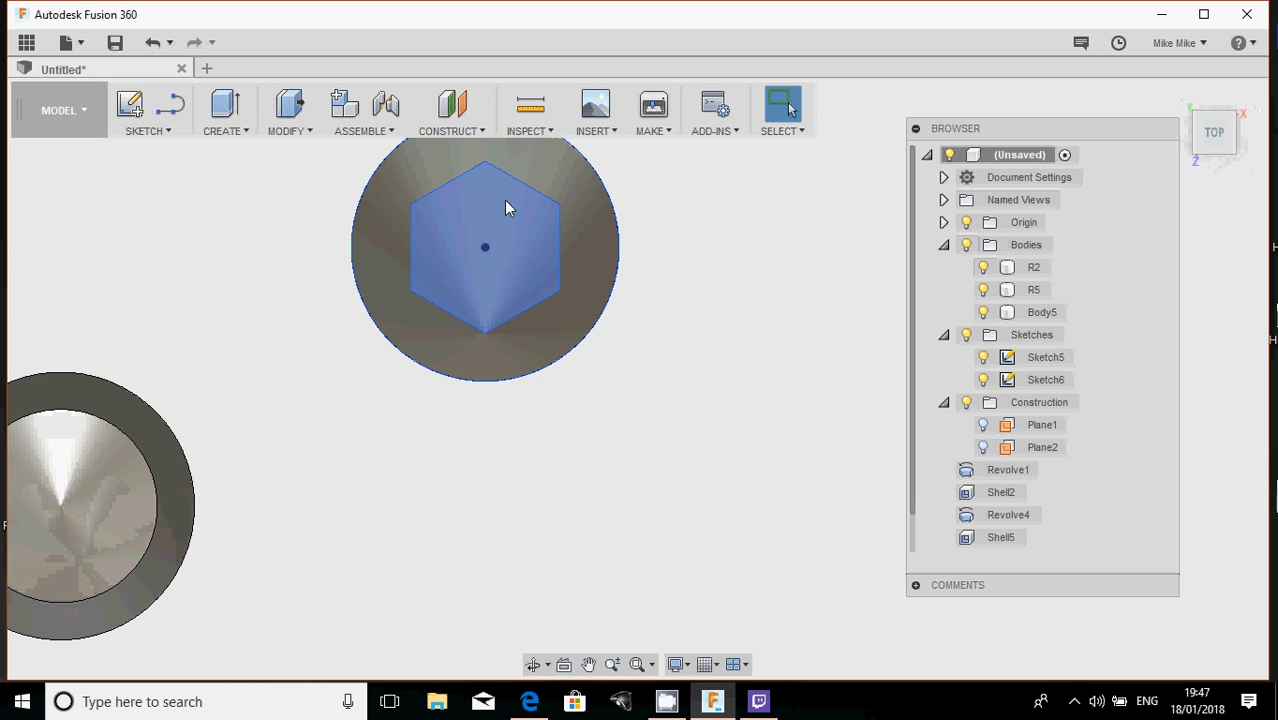 Autodesk Fusion 360
Mike Mike
Untitled*
MODEL
SKETCH
CREATE
MODIFY
ASSEMBLE
CONSTRUCT
INSPECT
INSERT
MAKE
ADD-INS
SELECT
BROWSER
(Unsaved)
Document Settings
Named Views
Origin
Bodies
R2
R5
Body5
Sketches
Sketch5
Sketch6
Construction
Plane1
Plane2
Revolve1
Shell2
Revolve4
Shell5
COMMENTS
Y
X
TOP
Z
Type here to search
ENG
19:47
18/01/2018